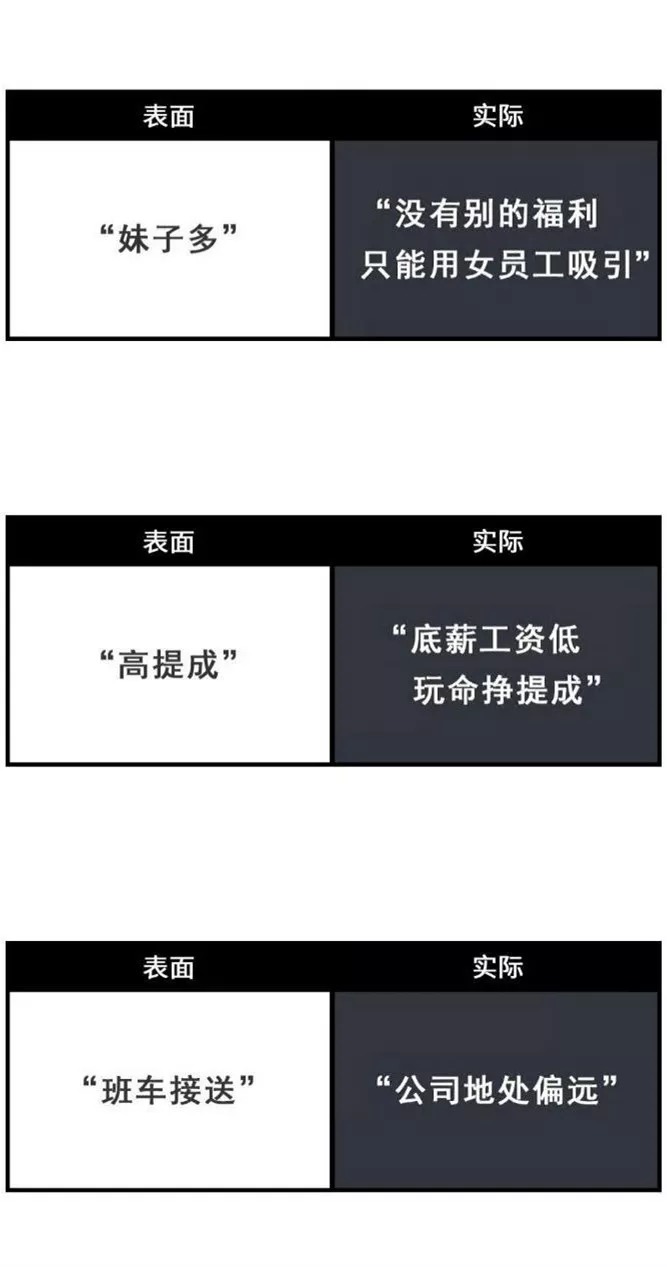 表面
实际
“妹子多”
“没有别的福利
只能用女员工吸引”
表面
实际
“高提成”
“底薪工资低
玩命挣提成”
表面
实际
“班车接送”
“公司地处偏远”